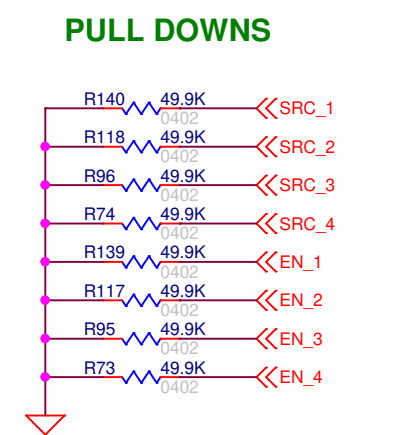 PULL DOWNS
R140 49.9K
0402
SRC_1
R118 49.9K
0402
SRC_2
R96 49.9K
0402
SRC_3
R74 49.9K
0402
SRC_4
R139 49.9K
0402
EN_1
R117 49.9K
0402
EN_2
R95 49.9K
0402
EN_3
R73 49.9K
0402
EN_4